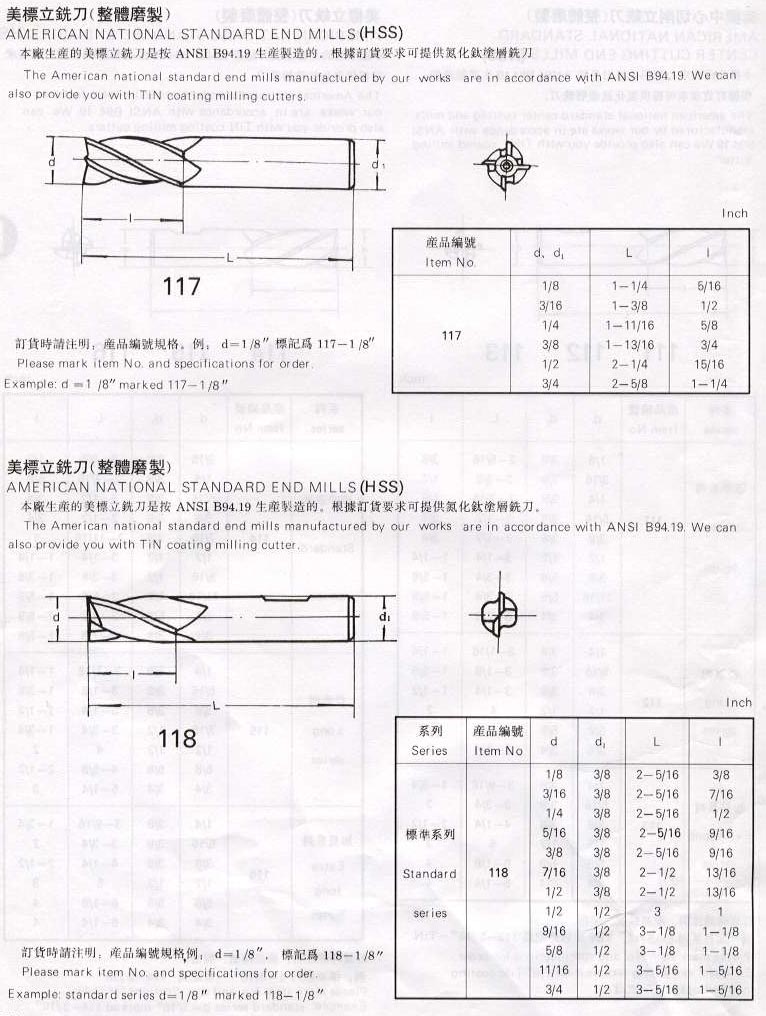 美標立銑刀(整體磨製)
AMERICAN NATIONAL STANDARD END MILLS (HSS)
本廠生産的美標立銑刀是按 ANSI B94.19 生産製造的。根據訂貨要求可提供氮化鈦塗層銑刀
The American national standard end mills manufactured by our works are in accordance with ANSI B94.19. We can
also provide you with TiN coating milling cutters.
d d₁
l
L
117
Inch
産品編號 Item No. d、d₁ L l
117
1/8 1—1/4 5/16
3/16 1—3/8 1/2
1/4 1—11/16 5/8
3/8 1—13/16 3/4
1/2 2—1/4 15/16
3/4 2—5/8 1—1/4
訂貨時請注明：産品編號規格。例：d=1/8″ 標記爲 117—1/8″
Please mark item No. and specifications for order.
Example: d =1 /8″ marked 117—1/8″
美標立銑刀(整體磨製)
AMERICAN NATIONAL STANDARD END MILLS (HSS)
本廠生産的美標立銑刀是按 ANSI B94.19 生産製造的。根據訂貨要求可提供氮化鈦塗層銑刀。
The American national standard end mills manufactured by our works are in accordance with ANSI B94.19. We can
also provide you with TiN coating milling cutter.
d d₁
l
L
118
Inch
系列 Series 産品編號 Item No d d₁ L l
標準系列 Standard series 118
1/8 3/8 2—5/16 3/8
3/16 3/8 2—5/16 7/16
1/4 3/8 2—5/16 1/2
5/16 3/8 2—5/16 9/16
3/8 3/8 2—5/16 9/16
7/16 3/8 2—1/2 13/16
1/2 3/8 2—1/2 13/16
1/2 1/2 3 1
9/16 1/2 3—1/8 1—1/8
5/8 1/2 3—1/8 1—1/8
11/16 1/2 3—5/16 1—5/16
3/4 1/2 3—5/16 1—5/16
訂貨時請注明：産品編號規格例：d=1/8″，標記爲 118—1/8″
Please mark item No. and specifications for order.
Example: standard series d=1/8″ marked 118—1/8″